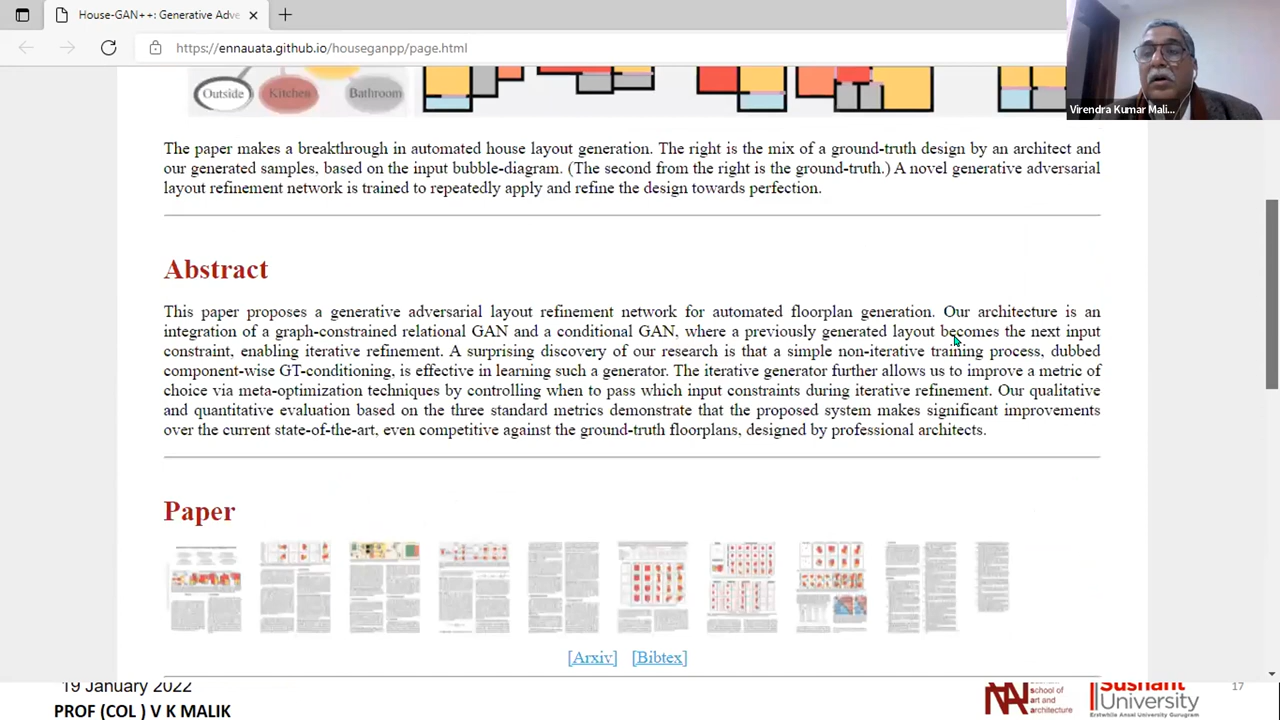 House-GAN++: Generative Adve
https://ennauata.github.io/houseganpp/page.html
Virendra Kumar Mali...
Outside
Kitchen
Bathroom
The paper makes a breakthrough in automated house layout generation. The right is the mix of a ground-truth design by an architect and
our generated samples, based on the input bubble-diagram. (The second from the right is the ground-truth.) A novel generative adversarial
layout refinement network is trained to repeatedly apply and refine the design towards perfection.
Abstract
This paper proposes a generative adversarial layout refinement network for automated floorplan generation. Our architecture is an
integration of a graph-constrained relational GAN and a conditional GAN, where a previously generated layout becomes the next input
constraint, enabling iterative refinement. A surprising discovery of our research is that a simple non-iterative training process, dubbed
component-wise GT-conditioning, is effective in learning such a generator. The iterative generator further allows us to improve a metric of
choice via meta-optimization techniques by controlling when to pass which input constraints during iterative refinement. Our qualitative
and quantitative evaluation based on the three standard metrics demonstrate that the proposed system makes significant improvements
over the current state-of-the-art, even competitive against the ground-truth floorplans, designed by professional architects.
Paper
[Arxiv] [Bibtex]
19 January 2022
PROF (COL ) V K MALIK
school of
art and
architecture
Sushant
University
Erstwhile Ansal University Gurugram
17